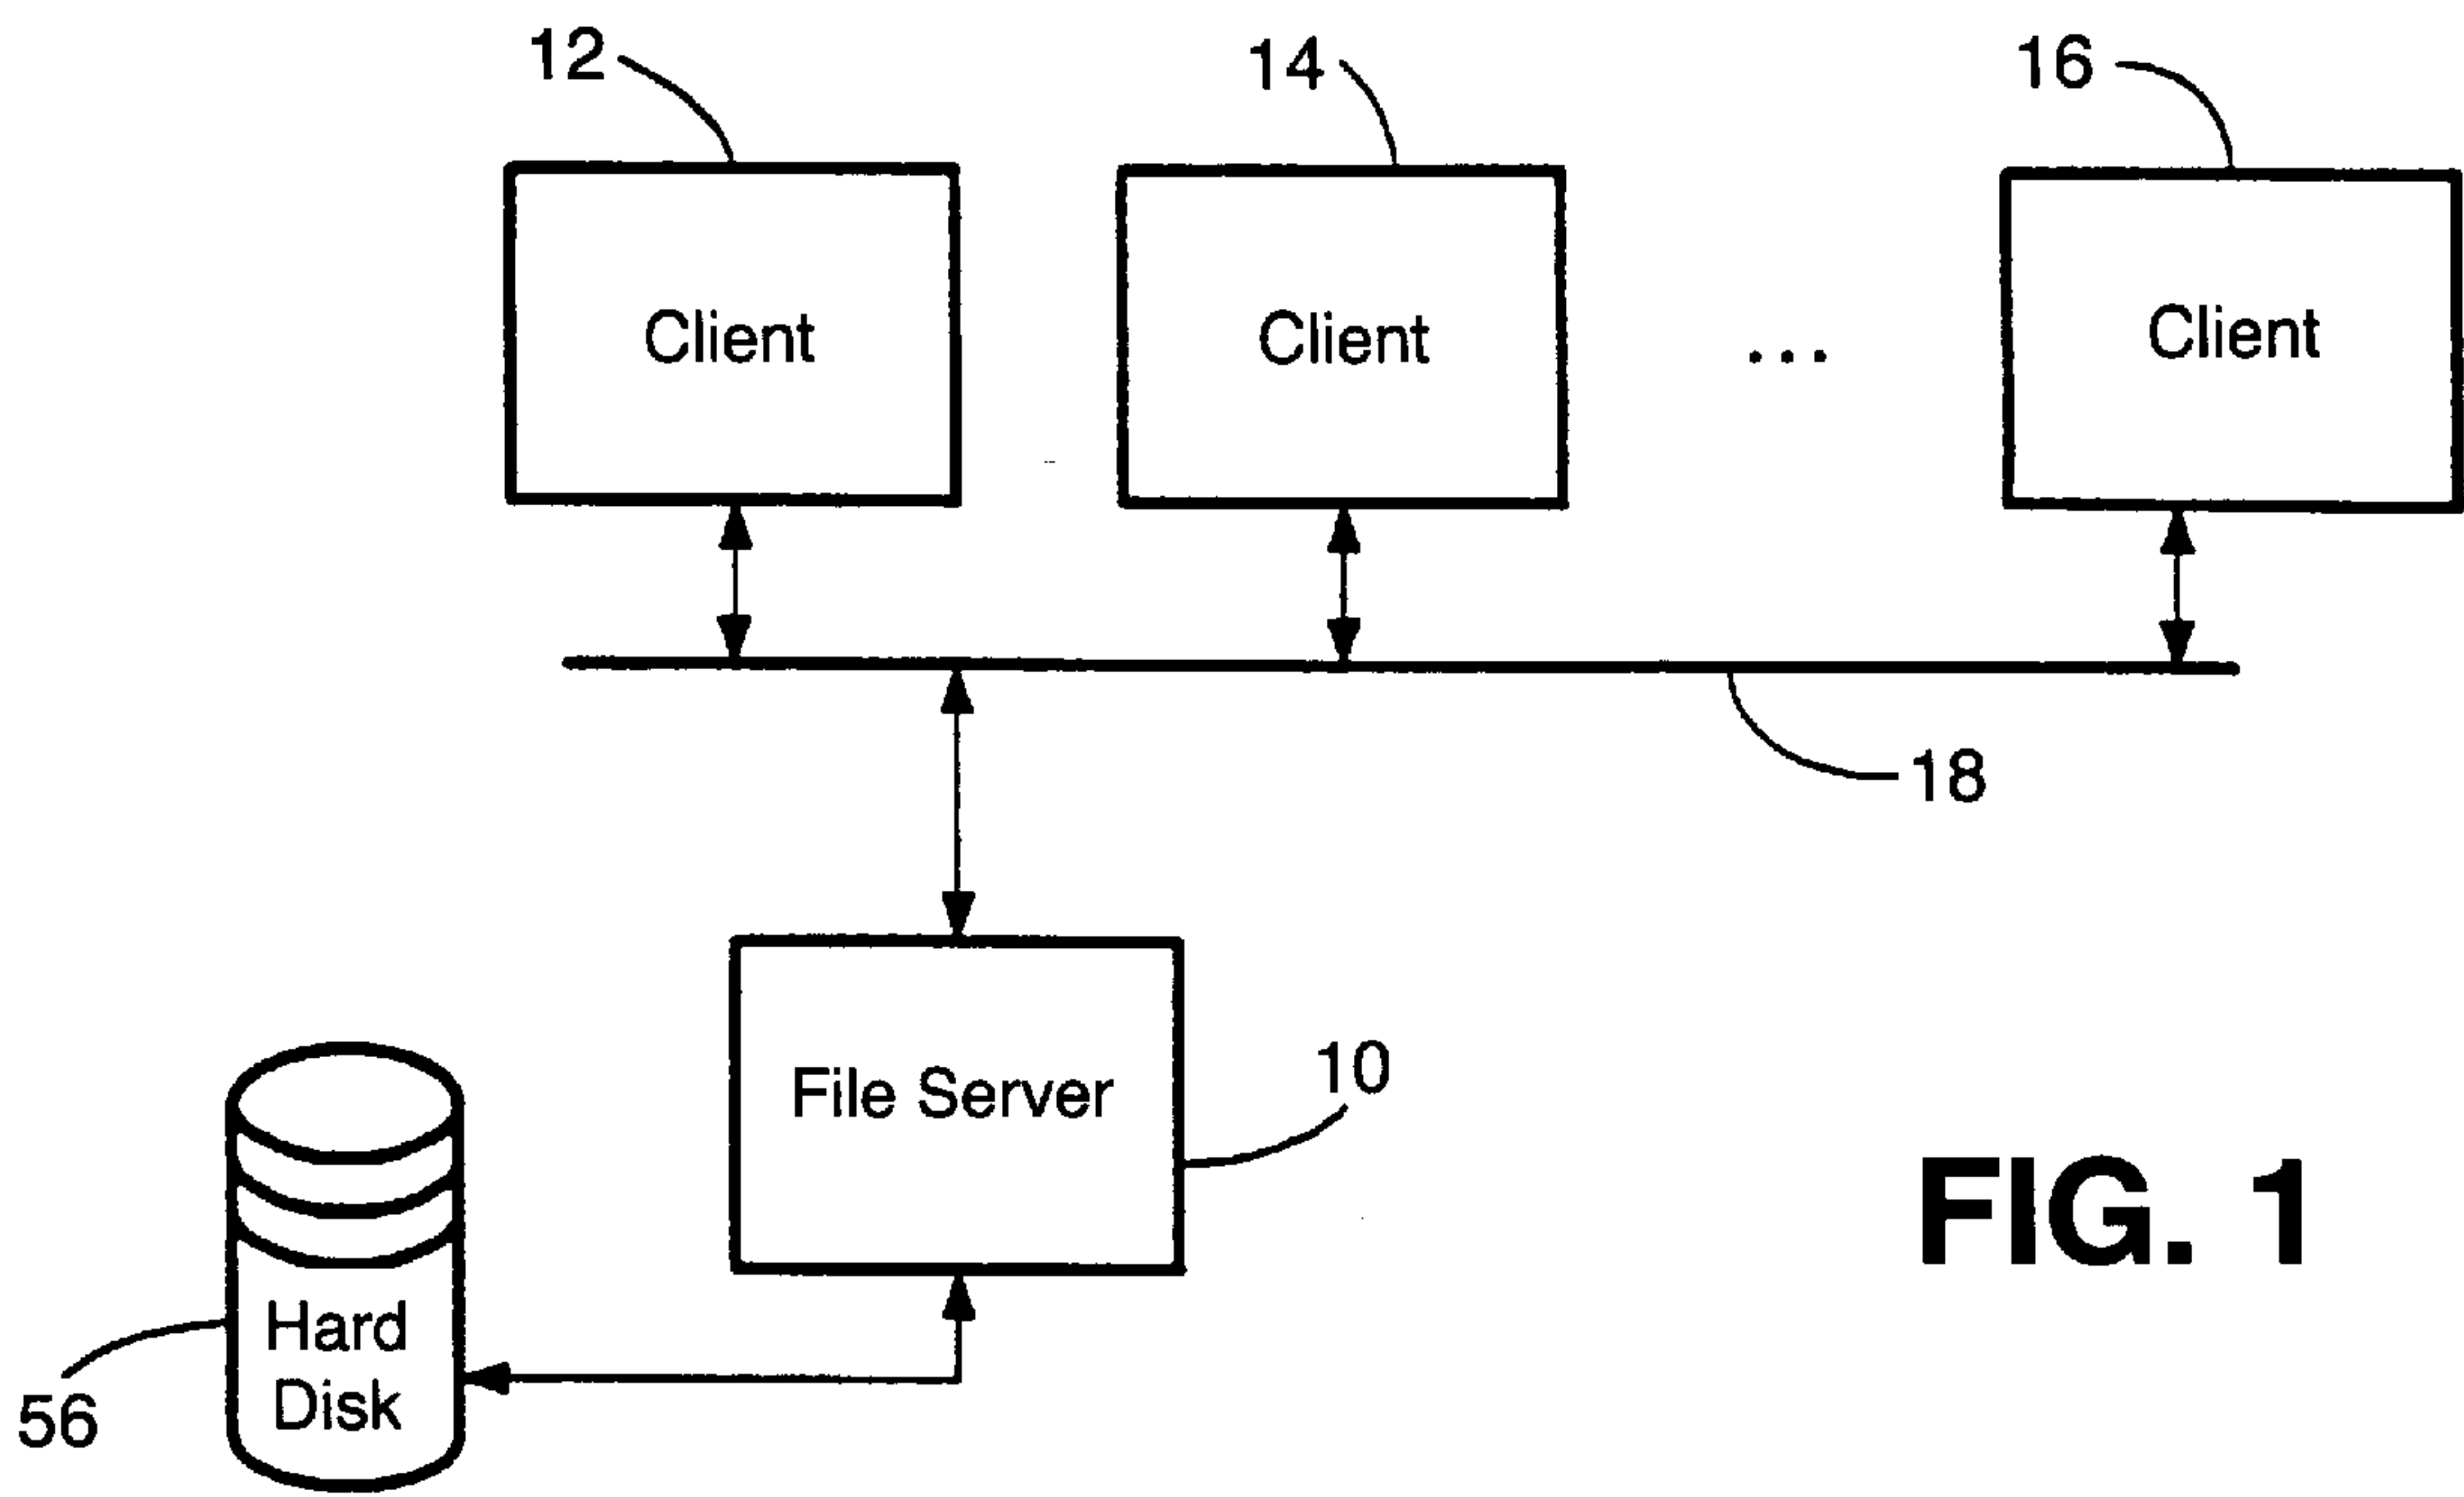 12
14
16
Client
Client
...
Client
18
File Server
10
FIG. 1
Hard
Disk
56